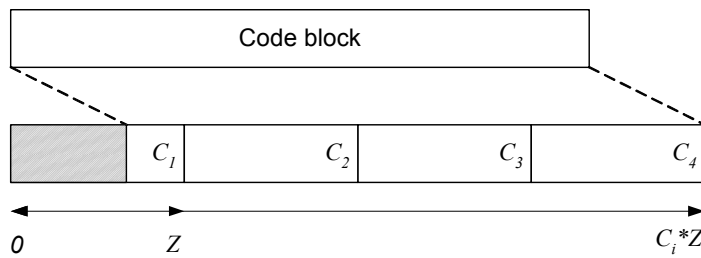 Code block
C₁ C₂ C₃ C₄
0 Z Cᵢ*Z